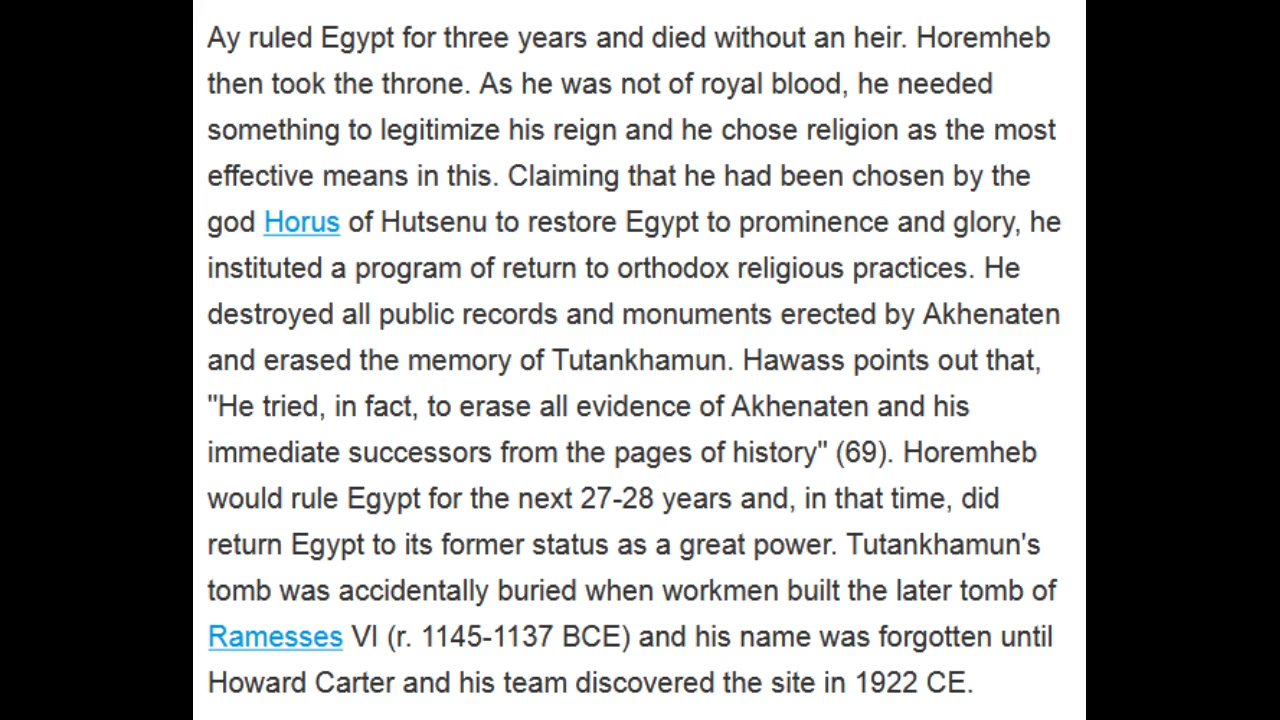 Ay ruled Egypt for three years and died without an heir. Horemheb
then took the throne. As he was not of royal blood, he needed
something to legitimize his reign and he chose religion as the most
effective means in this. Claiming that he had been chosen by the
god Horus of Hutsenu to restore Egypt to prominence and glory, he
instituted a program of return to orthodox religious practices. He
destroyed all public records and monuments erected by Akhenaten
and erased the memory of Tutankhamun. Hawass points out that,
"He tried, in fact, to erase all evidence of Akhenaten and his
immediate successors from the pages of history" (69). Horemheb
would rule Egypt for the next 27-28 years and, in that time, did
return Egypt to its former status as a great power. Tutankhamun's
tomb was accidentally buried when workmen built the later tomb of
Ramesses VI (r. 1145-1137 BCE) and his name was forgotten until
Howard Carter and his team discovered the site in 1922 CE.